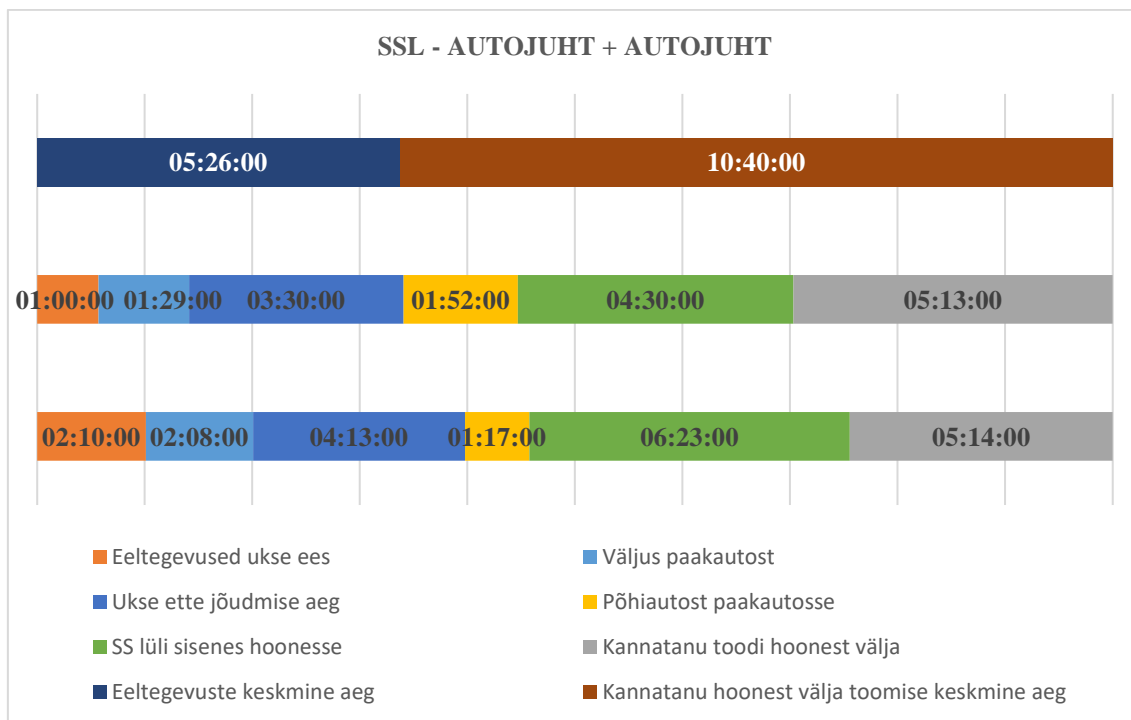 SSL - AUTOJUHT + AUTOJUHT
05:26:00 10:40:00
01:00:00 01:29:00 03:30:00 01:52:00 04:30:00 05:13:00
02:10:00 02:08:00 04:13:00 01:17:00 06:23:00 05:14:00
Eeltegevused ukse ees Väljus paakautost
Ukse ette jõudmise aeg Põhiautost paakautosse
SS lüli sisenes hoonesse Kannatanu toodi hoonest välja
Eeltegevuste keskmine aeg Kannatanu hoonest välja toomise keskmine aeg